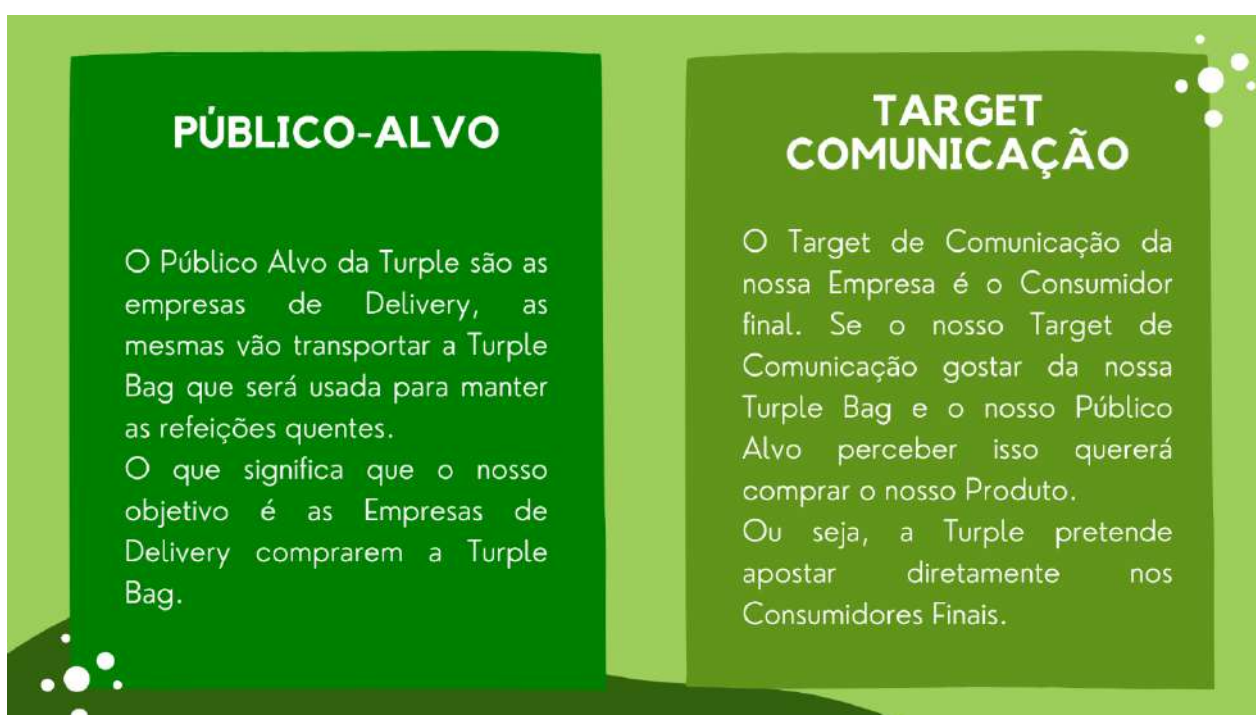 PÚBLICO-ALVO
O Público Alvo da Turple são as
empresas de Delivery, as
mesmas vão transportar a Turple
Bag que será usada para manter
as refeições quentes.
O que significa que o nosso
objetivo é as Empresas de
Delivery comprarem a Turple
Bag.
TARGET
COMUNICAÇÃO
O Target de Comunicação da
nossa Empresa é o Consumidor
final. Se o nosso Target de
Comunicação gostar da nossa
Turple Bag e o nosso Público
Alvo perceber isso quererá
comprar o nosso Produto.
Ou seja, a Turple pretende
apostar diretamente nos
Consumidores Finais.